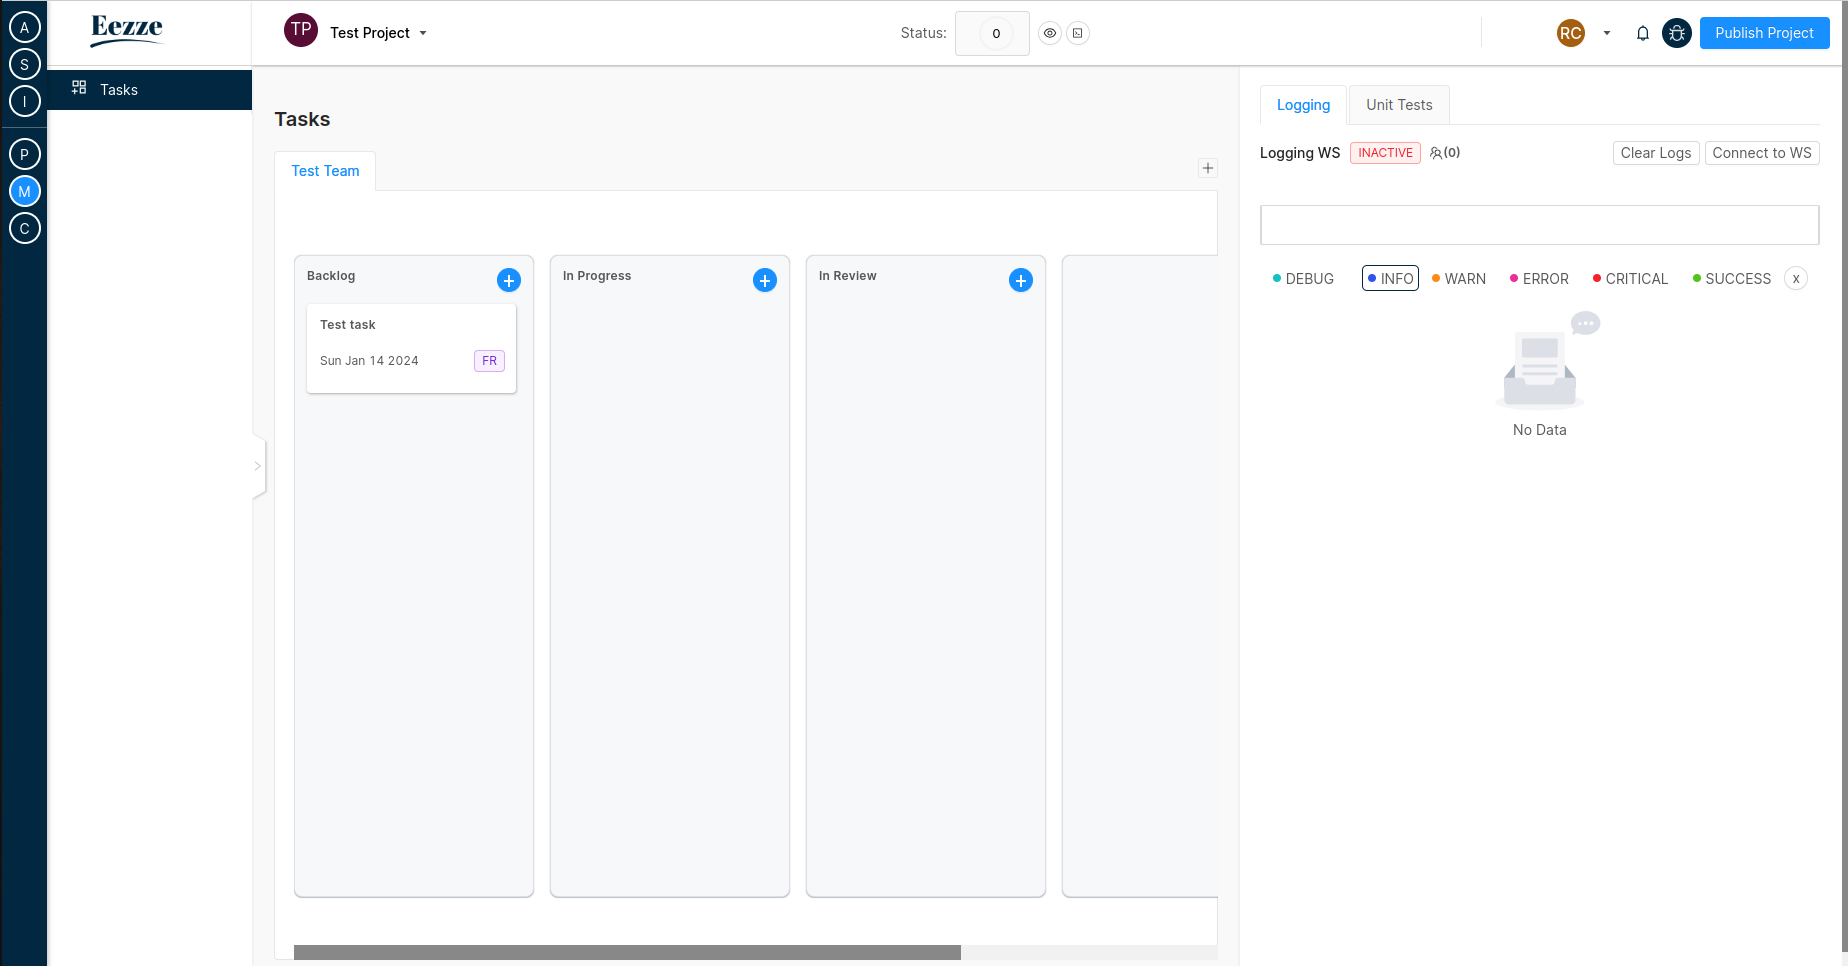 A
S
I
P
M
C
Eezze
Tasks
TP Test Project
Status: 0
RC
Publish Project
Tasks
Test Team
Backlog
Test task
Sun Jan 14 2024 FR
In Progress
In Review
Logging Unit Tests
Logging WS INACTIVE (0) Clear Logs Connect to WS
DEBUG INFO WARN ERROR CRITICAL SUCCESS x
No Data